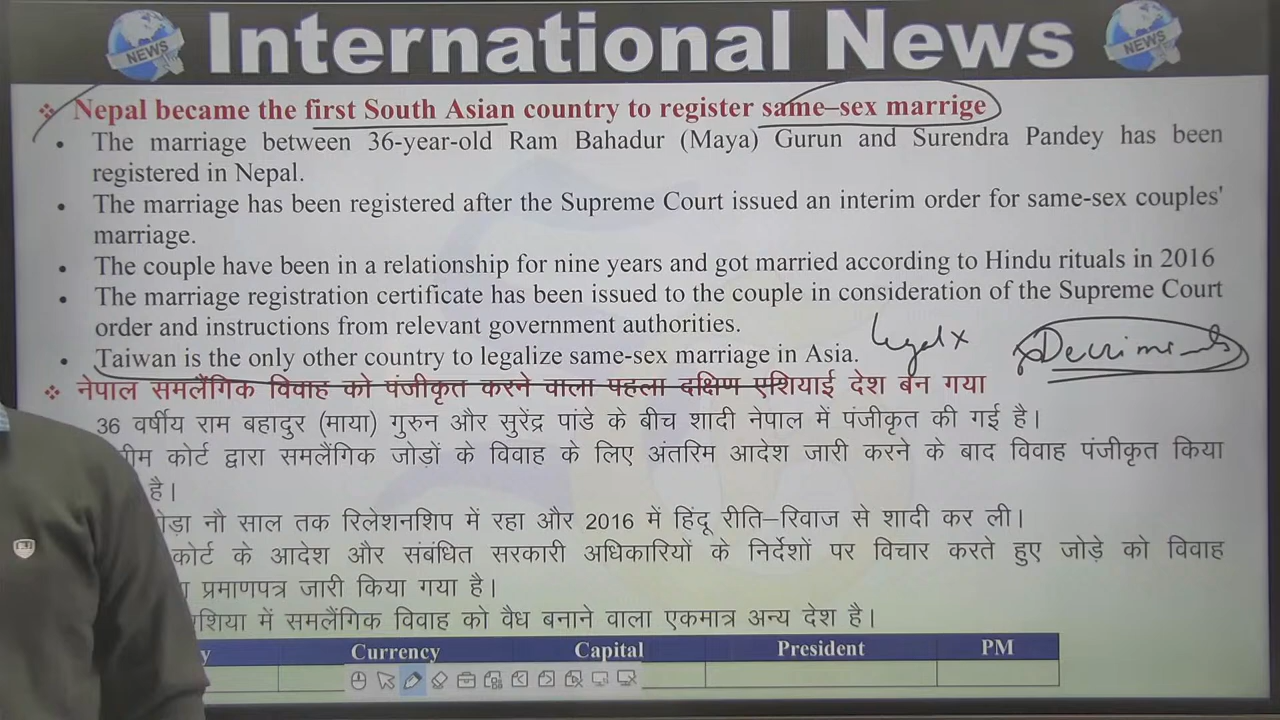 NEWS International News NEWS
❖ Nepal became the first South Asian country to register same–sex marrige
• The marriage between 36-year-old Ram Bahadur (Maya) Gurun and Surendra Pandey has been
registered in Nepal.
• The marriage has been registered after the Supreme Court issued an interim order for same-sex couples'
marriage.
• The couple have been in a relationship for nine years and got married according to Hindu rituals in 2016
• The marriage registration certificate has been issued to the couple in consideration of the Supreme Court
order and instructions from relevant government authorities.
• Taiwan is the only other country to legalize same-sex marriage in Asia.
legal x
❖ नेपाल समलैंगिक विवाह को पंजीकृत करने वाला पहला दक्षिण एशियाई देश बन गया
36 वर्षीय राम बहादुर (माया) गुरुन और सुरेंद्र पांडे के बीच शादी नेपाल में पंजीकृत की गई है।
कोर्ट द्वारा समलैंगिक जोड़ों के विवाह के लिए अंतरिम आदेश जारी करने के बाद विवाह पंजीकृत किया
है।
नौ साल तक रिलेशनशिप में रहा और 2016 में हिंदू रीति–रिवाज से शादी कर ली।
कोर्ट के आदेश और संबंधित सरकारी अधिकारियों के निर्देशों पर विचार करते हुए जोड़े को विवाह
प्रमाणपत्र जारी किया गया है।
में समलैंगिक विवाह को वैध बनाने वाला एकमात्र अन्य देश है।
Currency Capital President PM